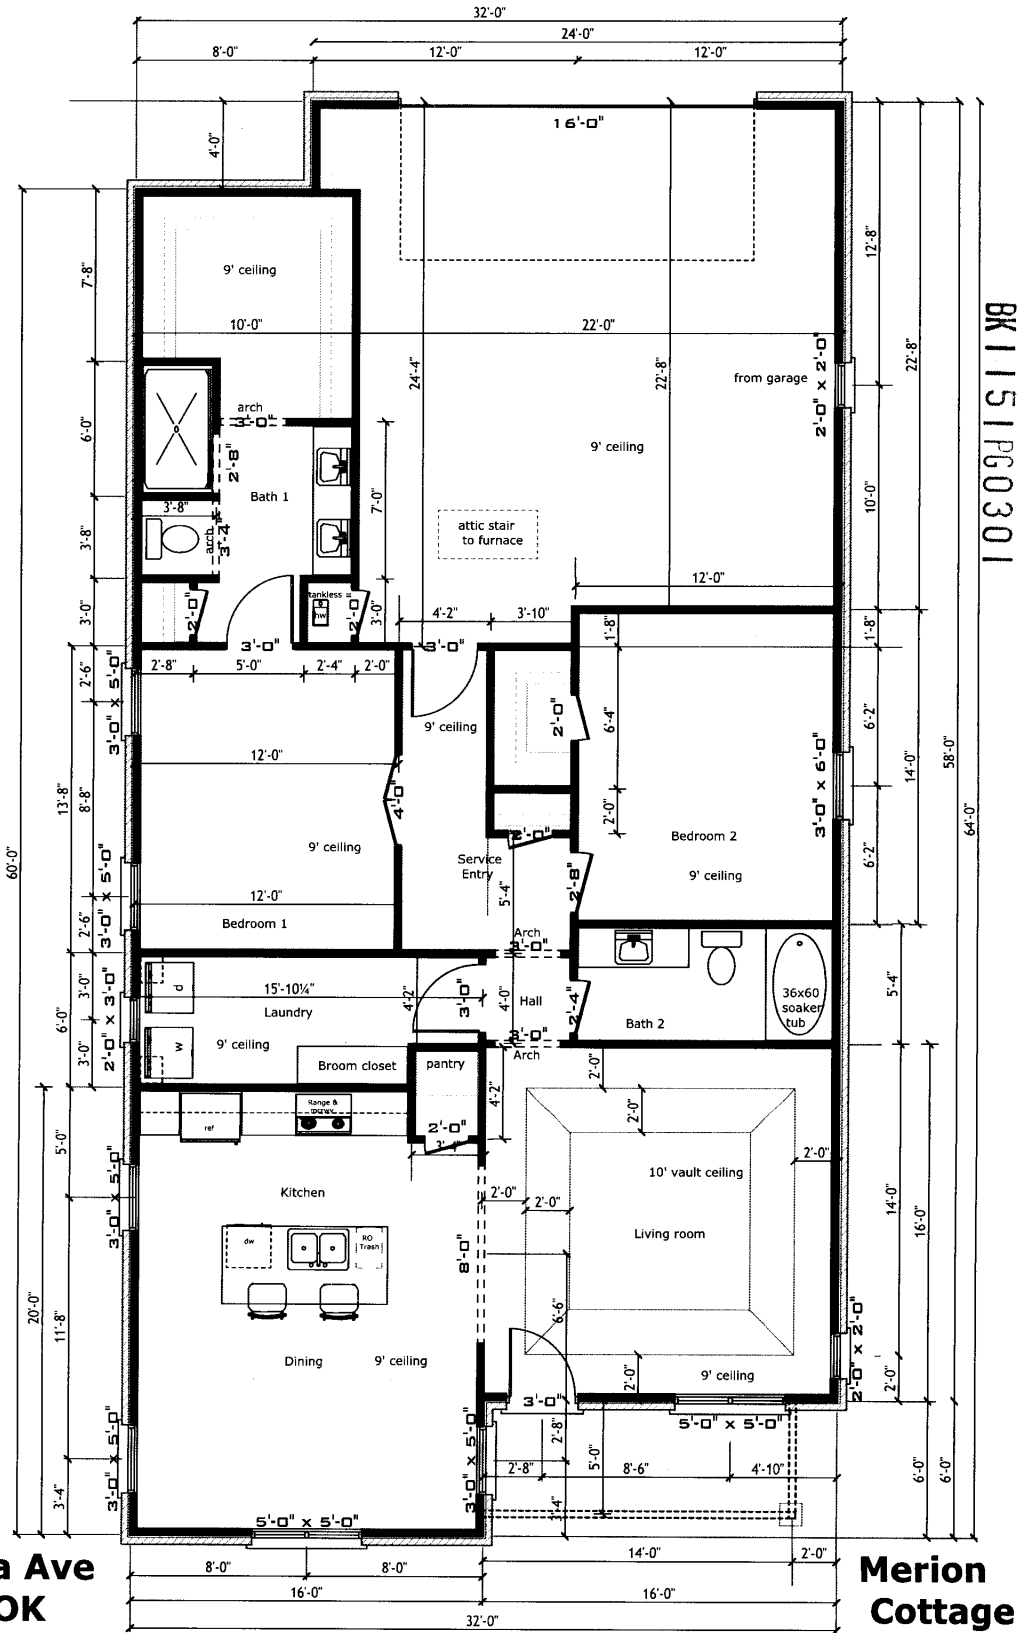 32'-0"
24'-0"
8'-0" 12'-0" 12'-0"
16'-0"
4'-0"
12'-8"
7'-8"
9' ceiling
10'-0" 22'-0"
BK1151PG0301
24'-4"
22'-8"
22'-8"
from garage
2'-0" x 2'-0"
arch
3'-0"
6'-0"
2'-8"
9' ceiling
Bath 1
7'-0"
10'-0"
3'-8"
3'-8"
arch
3'-4"
attic stair
to furnace
12'-0"
3'-0"
2'-0"
tankless
hw
2'-0"
3'-0"
4'-2" 3'-10"
1'-8"
1'-8"
3'-0"
3'-0"
2'-6"
3'-0" x 5'-0"
2'-8" 5'-0" 2'-4" 2'-0"
9' ceiling
2'-0"
6'-4"
6'-2"
12'-0"
4'-0"
3'-0" x 6'-0"
14'-0"
58'-0"
64'-0"
13'-8"
8'-8"
60'-0"
9' ceiling
2'-0"
2'-0"
Bedroom 2
9' ceiling
6'-2"
Service
Entry
5'-4"
2'-8"
3'-0" x 5'-0"
12'-0"
Bedroom 1
2'-6"
Arch
3'-0"
6'-0"
3'-0"
2'-0" x 3'-0"
d
15'-10¼"
Laundry
4'-2"
3'-0"
4'-0"
Hall
2'-4"
Bath 2
36x60
soaker
tub
5'-4"
w
9' ceiling
3'-0"
3'-0"
Arch
Broom closet
pantry
4'-2"
2'-0"
2'-0"
ref
Range &
mcrwv
2'-0"
3'-4"
5'-0"
3'-0" x 5'-0"
Kitchen
10' vault ceiling
2'-0"
2'-0" 2'-0"
14'-0"
16'-0"
dw
RO
Trash
8'-0"
Living room
20'-0"
11'-8"
6'-6"
Dining 9' ceiling
2'-0"
9' ceiling
2'-0" x 2'-0"
2'-0"
3'-0"
5'-0" x 5'-0"
3'-0" x 5'-0"
3'-0" x 5'-0"
2'-8"
5'-0"
2'-8" 8'-6" 4'-10"
6'-0"
6'-0"
3'-4"
3'-4"
5'-0" x 5'-0"
14'-0" 2'-0"
8'-0" 8'-0"
16'-0" 16'-0"
32'-0"
a Ave
OK
Merion
Cottage